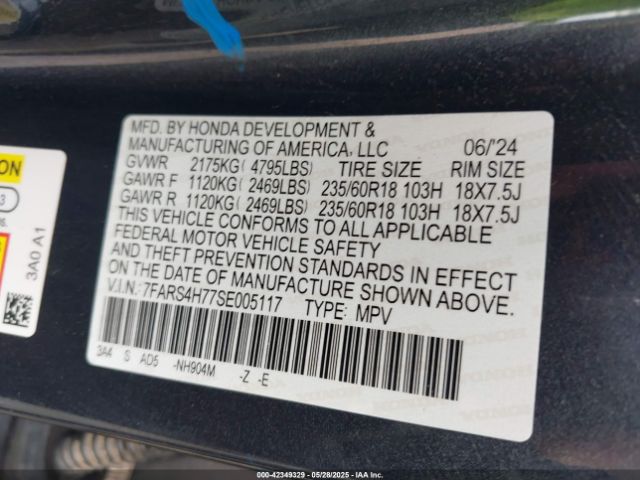 MFD. BY HONDA DEVELOPMENT &
MANUFACTURING OF AMERICA, LLC 06/'24
GVWR 2175KG( 4795LBS) TIRE SIZE RIM SIZE
GAWR F 1120KG( 2469LBS) 235/60R18 103H 18X7.5J
GAWR R 1120KG( 2469LBS) 235/60R18 103H 18X7.5J
THIS VEHICLE CONFORMS TO ALL APPLICABLE
FEDERAL MOTOR VEHICLE SAFETY
AND THEFT PREVENTION STANDARDS IN EFFECT
ON THE DATE OF MANUFACTURE SHOWN ABOVE.
V.I.N.: 7FARS4H77SE005117 TYPE: MPV
3A4 S AD5 -NH904M -Z -E
3
3A0 A1
000-42349329 - 05/28/2025 - IAA Inc.